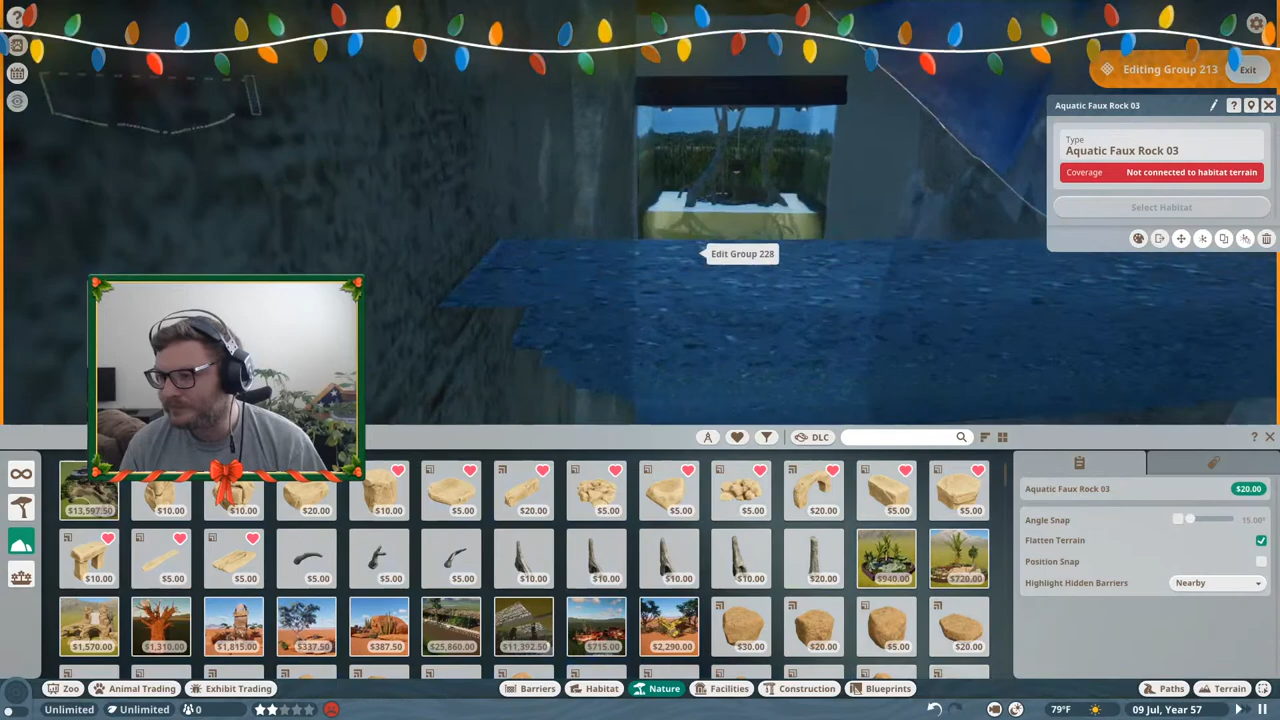 Editing Group 213
Exit
Aquatic Faux Rock 03
?
Type
Aquatic Faux Rock 03
Coverage
Not connected to habitat terrain
Select Habitat
Edit Group 228
DLC
?
$13,597.50
$10.00
$10.00
$20.00
$5.00
$5.00
$5.00
$5.00
$5.00
$20.00
$5.00
$5.00
$10.00
$5.00
$5.00
$5.00
$5.00
$5.00
$10.00
$10.00
$10.00
$10.00
$20.00
$940.00
$720.00
$1,570.00
$1,310.00
$1,815.00
$337.50
$387.50
$25,860.00
$11,392.50
$715.00
$2,290.00
$30.00
$20.00
$5.00
$20.00
Aquatic Faux Rock 03
$20.00
Angle Snap
15.00°
Flatten Terrain
Position Snap
Highlight Hidden Barriers
Nearby
Zoo
Animal Trading
Exhibit Trading
Barriers
Habitat
Nature
Facilities
Construction
Blueprints
Paths
Terrain
Unlimited
Unlimited
0
79°F
09 Jul, Year 57